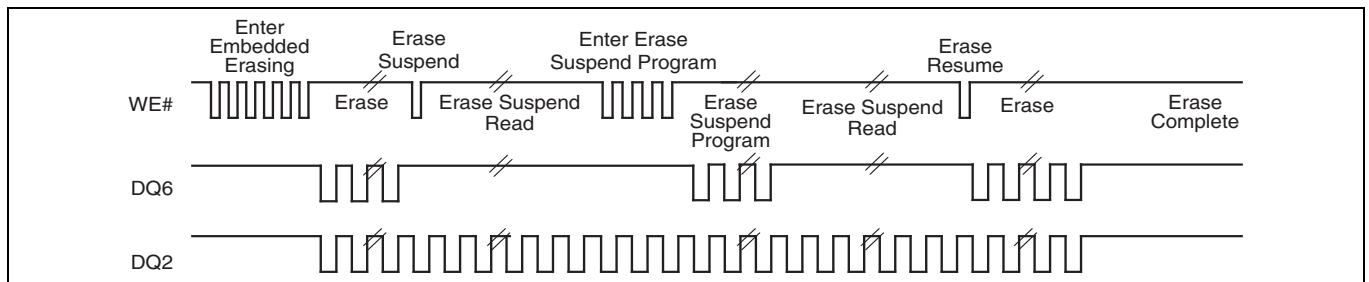 Enter
Embedded
Erasing
Erase
Suspend
Enter Erase
Suspend Program
Erase
Resume
WE#
Erase
Erase Suspend
Read
Erase
Suspend
Program
Erase Suspend
Read
Erase
Erase
Complete
DQ6
DQ2